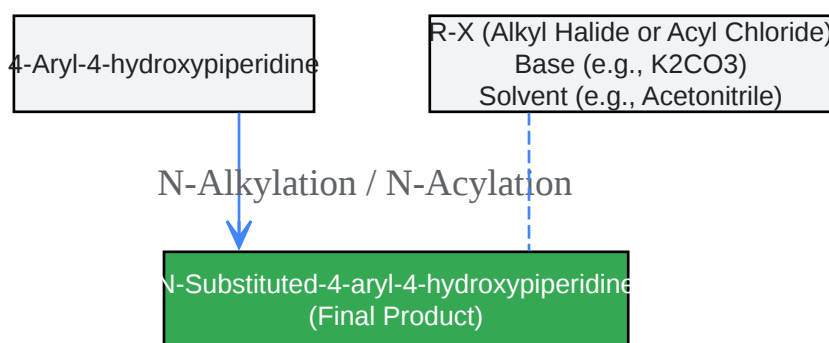 4-Aryl-4-hydroxypiperidine
R-X (Alkyl Halide or Acyl Chloride)
Base (e.g., K2CO3)
Solvent (e.g., Acetonitrile)
N-Alkylation / N-Acylation
N-Substituted-4-aryl-4-hydroxypiperidine
(Final Product)